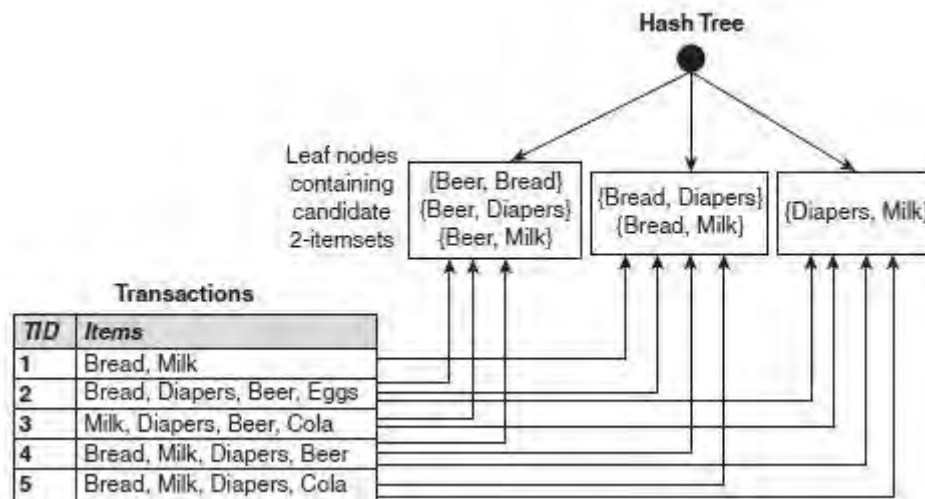 Hash Tree
Leaf nodes
containing
candidate
2-itemsets
{Beer, Bread}
{Beer, Diapers}
{Beer, Milk}
{Bread, Diapers}
{Bread, Milk}
{Diapers, Milk}
Transactions
TID Items
1 Bread, Milk
2 Bread, Diapers, Beer, Eggs
3 Milk, Diapers, Beer, Cola
4 Bread, Milk, Diapers, Beer
5 Bread, Milk, Diapers, Cola